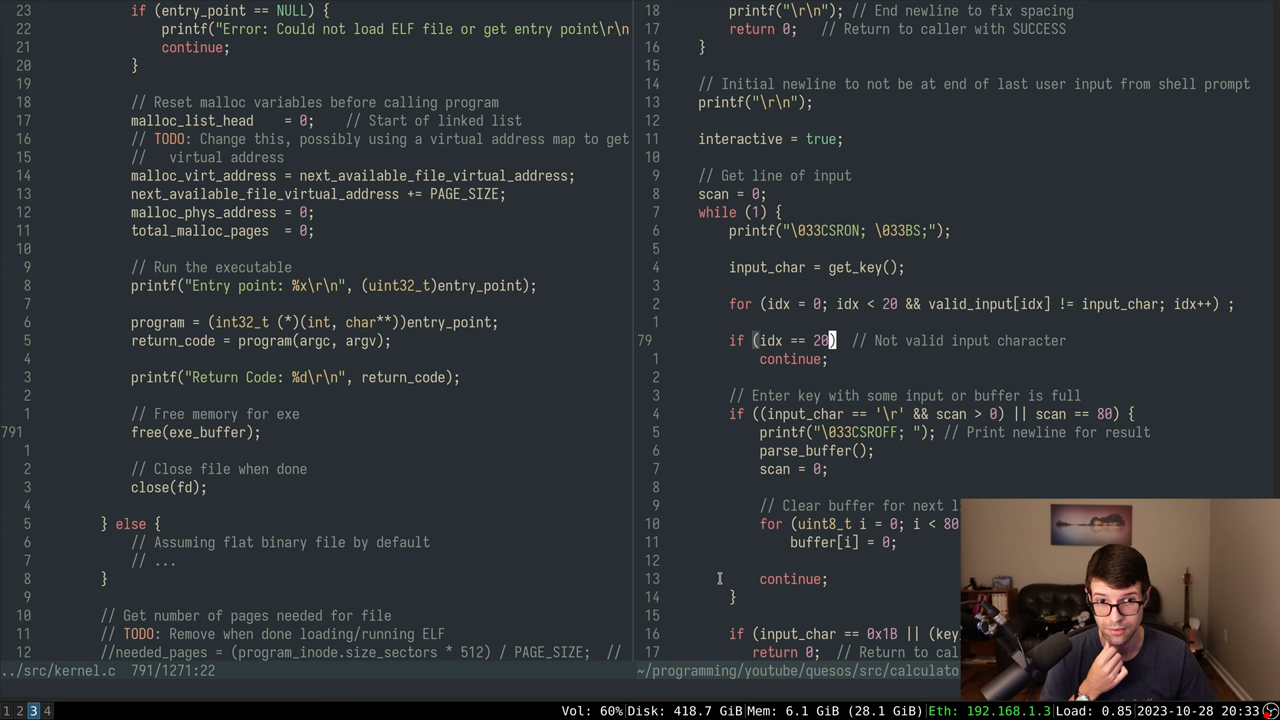 23 if (entry_point == NULL) {
22 printf("Error: Could not load ELF file or get entry point\r\n
21 continue;
20 }
19
18 // Reset malloc variables before calling program
17 malloc_list_head = 0; // Start of linked list
16 // TODO: Change this, possibly using a virtual address map to get
15 // virtual address
14 malloc_virt_address = next_available_file_virtual_address;
13 next_available_file_virtual_address += PAGE_SIZE;
12 malloc_phys_address = 0;
11 total_malloc_pages = 0;
10
9 // Run the executable
8 printf("Entry point: %x\r\n", (uint32_t)entry_point);
7
6 program = (int32_t (*)(int, char**))entry_point;
5 return_code = program(argc, argv);
4
3 printf("Return Code: %d\r\n", return_code);
2
1 // Free memory for exe
791 free(exe_buffer);
1
2 // Close file when done
3 close(fd);
4
5 } else {
6 // Assuming flat binary file by default
7 // ...
8 }
9
10 // Get number of pages needed for file
11 // TODO: Remove when done loading/running ELF
12 //needed_pages = (program_inode.size_sectors * 512) / PAGE_SIZE; //
../src/kernel.c 791/1271:22
18 printf("\r\n"); // End newline to fix spacing
17 return 0; // Return to caller with SUCCESS
16 }
15
14 // Initial newline to not be at end of last user input from shell prompt
13 printf("\r\n");
12
11 interactive = true;
10
9 // Get line of input
8 scan = 0;
7 while (1) {
6 printf("\033CSRON; \033BS;");
5
4 input_char = get_key();
3
2 for (idx = 0; idx < 20 && valid_input[idx] != input_char; idx++) ;
1
79 if (idx == 20) // Not valid input character
1 continue;
2
3 // Enter key with some input or buffer is full
4 if ((input_char == '\r' && scan > 0) || scan == 80) {
5 printf("\033CSROFF; "); // Print newline for result
6 parse_buffer();
7 scan = 0;
8
9 // Clear buffer for next l
10 for (uint8_t i = 0; i < 80
11 buffer[i] = 0;
12
13 continue;
14 }
15
16 if (input_char == 0x1B || (key
17 return 0; // Return to cal
~/programming/youtube/quesos/src/calculato
1 2 3 4 Vol: 60%|Disk: 418.7 GiB|Mem: 6.1 GiB (28.1 GiB)|Eth: 192.168.1.3|Load: 0.85|2023-10-28 20:33